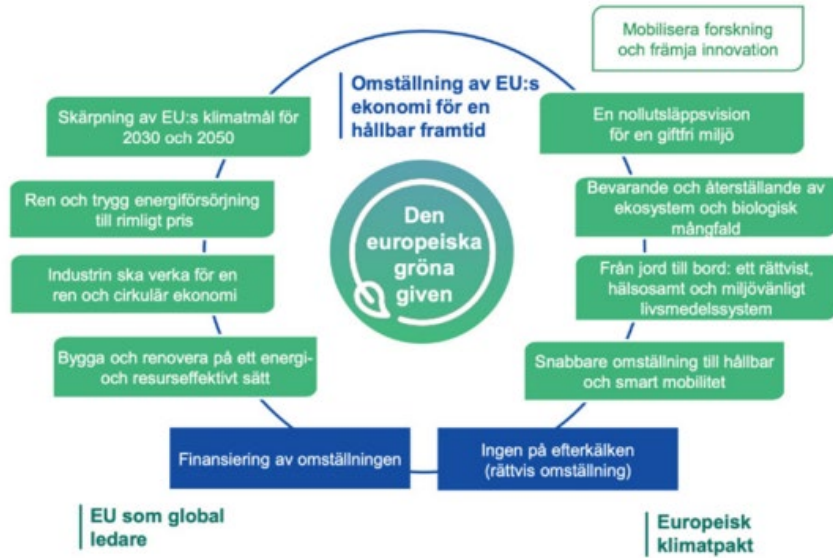 Mobilisera forskning
och främja innovation
Omställning av EU:s
ekonomi för en
hållbar framtid
Skärpning av EU:s klimatmål för
2030 och 2050
En nollutsläppsvision
för en giftfri miljö
Ren och trygg energiförsörjning
till rimligt pris
Bevarande och återställande av
ekosystem och biologisk
mångfald
Den
europeiska
gröna
given
Industrin ska verka för en
ren och cirkulär ekonomi
Från jord till bord: ett rättvist,
hälsosamt och miljövänligt
livsmedelssystem
Bygga och renovera på ett energi-
och resurseffektivt sätt
Snabbare omställning till hållbar
och smart mobilitet
Finansiering av omställningen
Ingen på efterkälken
(rättvis omställning)
EU som global
ledare
Europeisk
klimatpakt